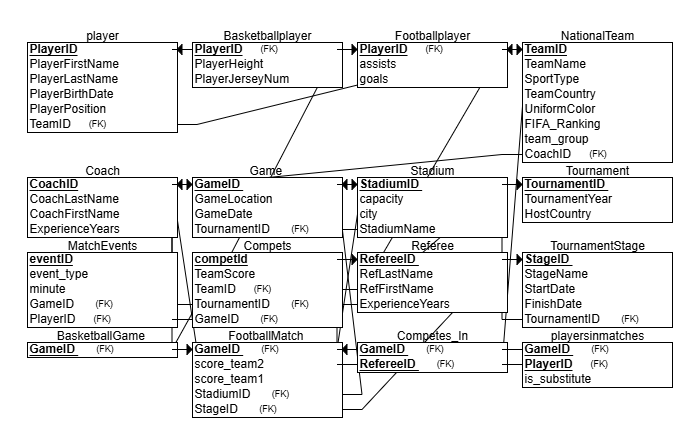 player
PlayerID
PlayerFirstName
PlayerLastName
PlayerBirthDate
PlayerPosition
TeamID (FK)
Basketballplayer
PlayerID (FK)
PlayerHeight
PlayerJerseyNum
Footballplayer
PlayerID (FK)
assists
goals
NationalTeam
TeamID
TeamName
SportType
TeamCountry
UniformColor
FIFA_Ranking
team_group
CoachID (FK)
Coach
CoachID
CoachLastName
CoachFirstName
ExperienceYears
Game
GameID
GameLocation
GameDate
TournamentID (FK)
Stadium
StadiumID
capacity
city
StadiumName
Tournament
TournamentID
TournamentYear
HostCountry
MatchEvents
eventID
event_type
minute
GameID (FK)
PlayerID (FK)
Compets
competId
TeamScore
TeamID (FK)
TournamentID (FK)
GameID (FK)
Referee
RefereeID
RefLastName
RefFirstName
ExperienceYears
TournamentStage
StageID
StageName
StartDate
FinishDate
TournamentID (FK)
BasketballGame
GameID (FK)
FootballMatch
GameID (FK)
score_team2
score_team1
StadiumID (FK)
StageID (FK)
Competes_In
GameID (FK)
RefereeID (FK)
playersinmatches
GameID (FK)
PlayerID (FK)
is_substitute